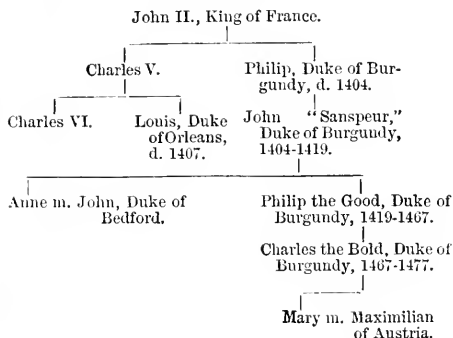 John II., King of France.
Charles V.
Philip, Duke of Bur-
gundy, d. 1404.
Charles VI.
Louis, Duke
of Orleans,
d. 1407.
John "Sanspeur,"
Duke of Burgundy,
1404-1419.
Anne m. John, Duke of
Bedford.
Philip the Good, Duke of
Burgundy, 1419-1467.
Charles the Bold, Duke of
Burgundy, 1467-1477.
Mary m. Maximilian
of Austria.